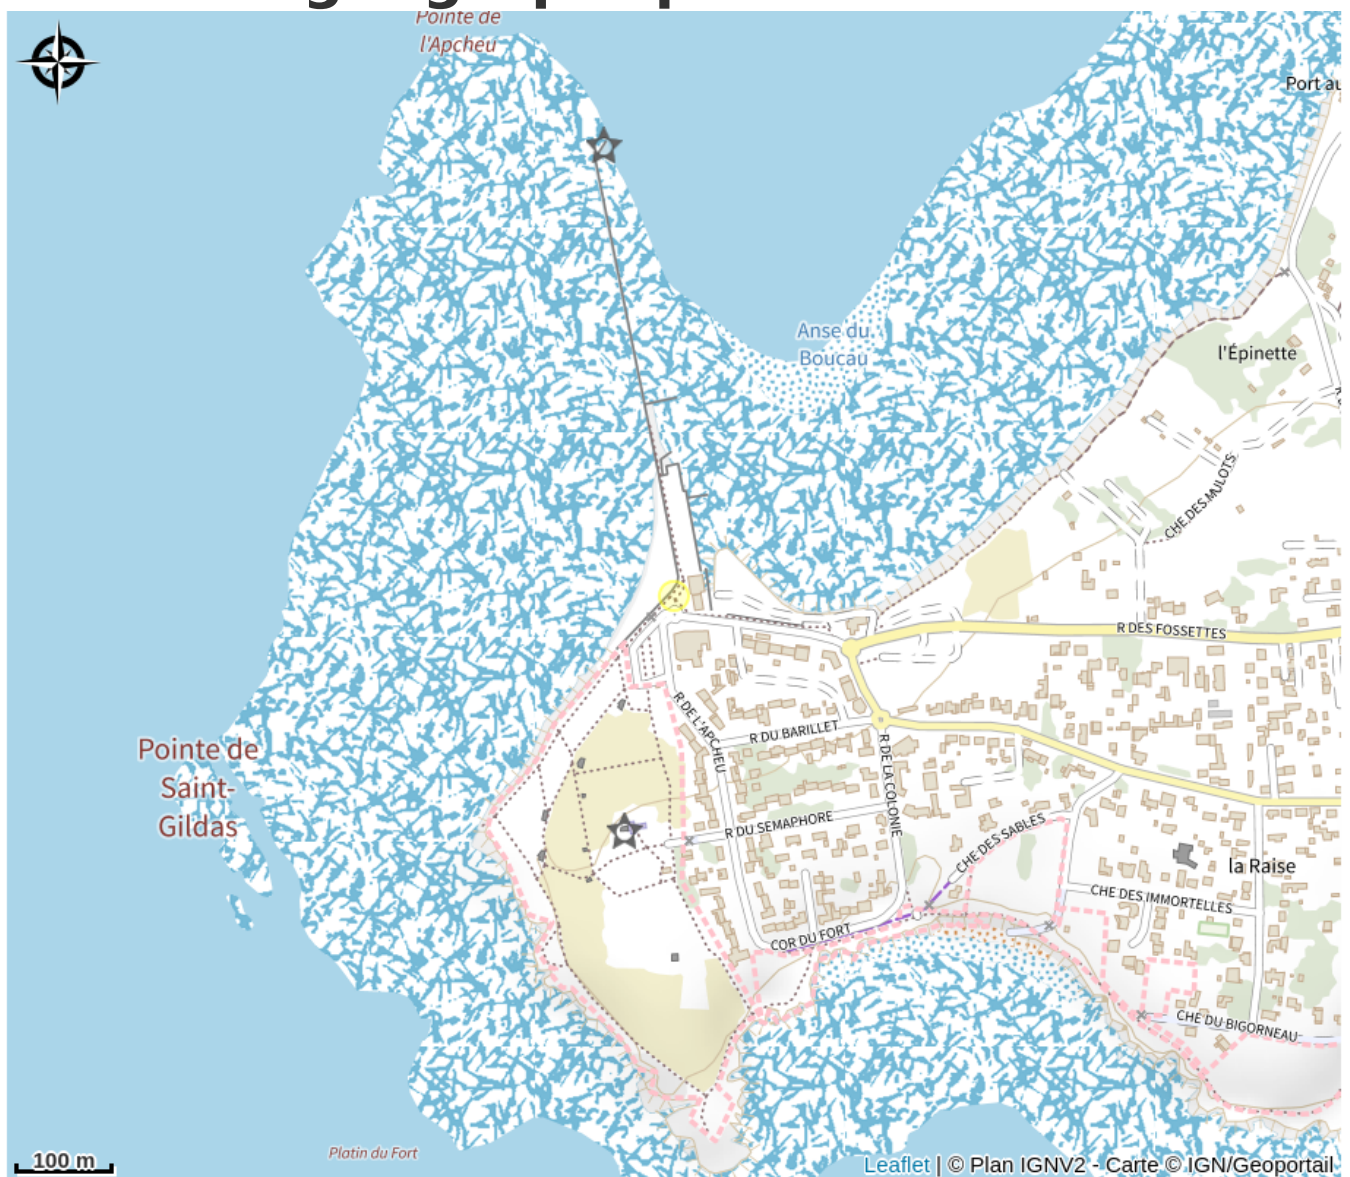 Pointe de
l'Apcheu
Port au
Anse du
Boucau
l'Épinette
CHE DES MULOTS
R DES FOSSETTES
R DE L'APCHEU
R DU BARILLET
R DE LA COLONIE
Pointe de
Saint-
Gildas
R DU SEMAPHORE
CHE DES SABLES
la Raise
CHE DES IMMORTELLES
COR DU FORT
CHE DU BIGORNEAU
Platin du Fort
100 m
Leaflet | © Plan IGNV2 - Carte © IGN/Geoportail